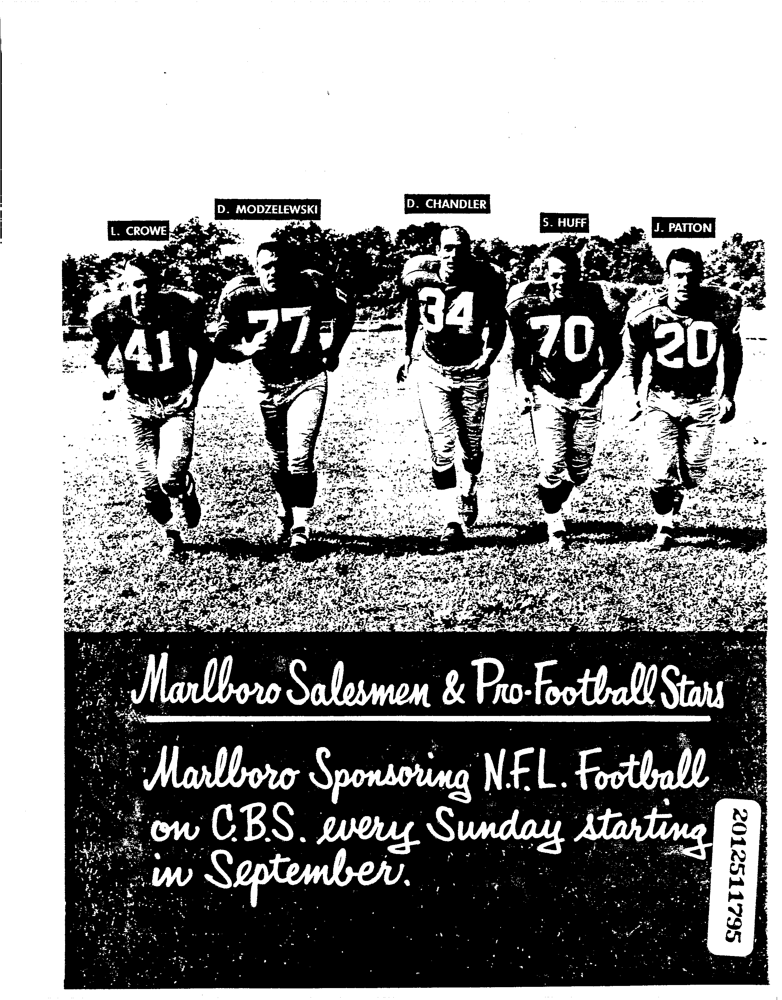 L. CROWE
D. MODZELEWSKI
D. CHANDLER
S. HUFF
J. PATTON
41
77
34
70
20
Marlboro Salesmen & Pro-Football Stars
Marlboro Sponsoring N.F.L. Football
on C.B.S. every Sunday starting
in September.
2012511795